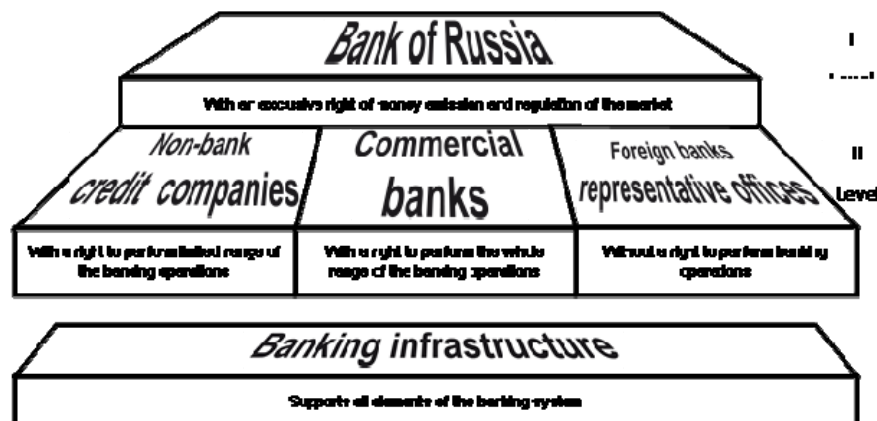 Bank of Russia
I
With an excusive right of money emission and regulation of the market
Non-bank
credit companies
Commercial
banks
Foreign banks
representative offices
II
Level
With a right to perform limited range of
the banking operations
With a right to perform the whole
range of the banking operations
Without a right to perform banking
operations
Banking infrastructure
Supports all elements of the banking system